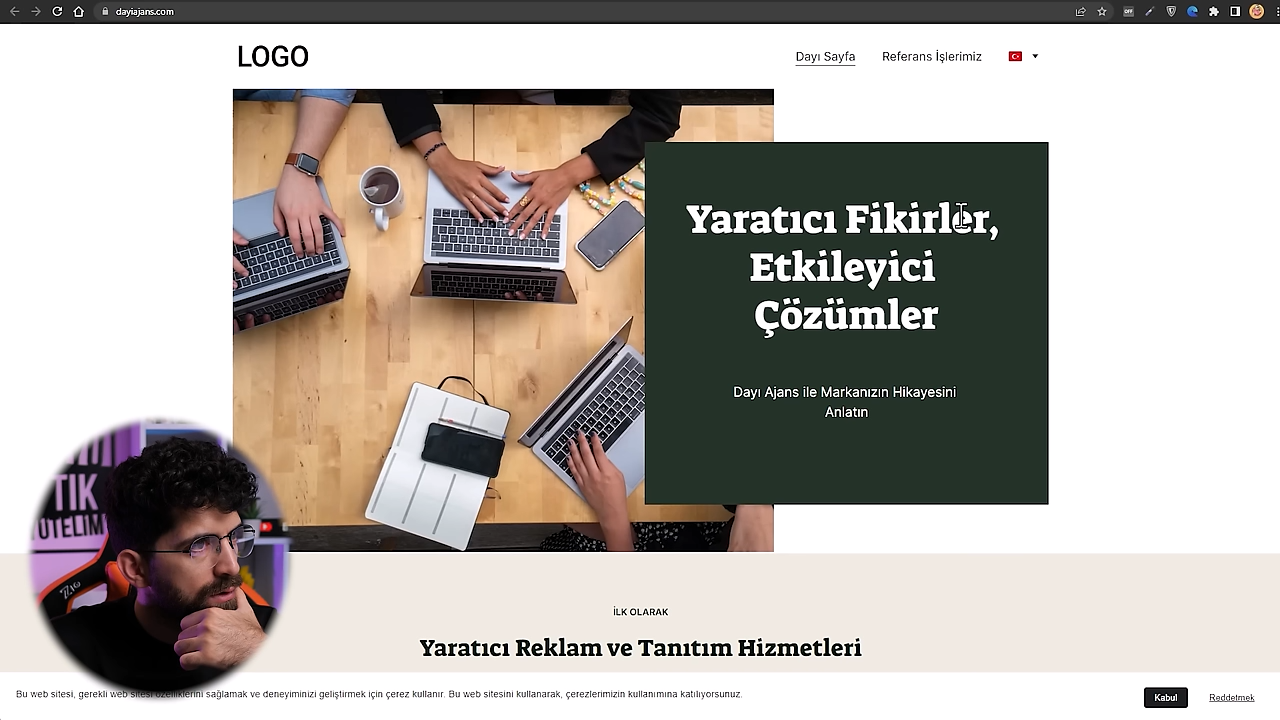 dayiajans.com
LOGO
Dayı Sayfa
Referans İşlerimiz
Yaratıcı Fikirler,
Etkileyici
Çözümler
Dayı Ajans ile Markanızın Hikayesini
Anlatın
TIK
İLK OLARAK
Yaratıcı Reklam ve Tanıtım Hizmetleri
Bu web sitesi, gerekli web sitesi özelliklerini sağlamak ve deneyiminizi geliştirmek için çerez kullanır. Bu web sitesini kullanarak, çerezlerimizin kullanımına katılıyorsunuz.
Kabul
Reddetmek